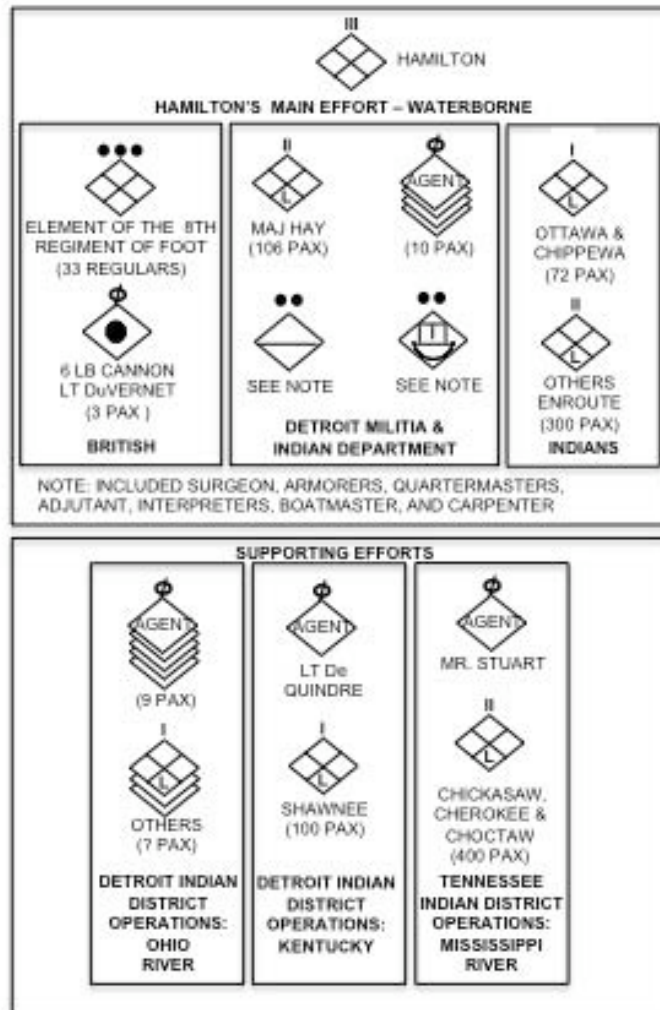 III
HAMILTON
HAMILTON'S MAIN EFFORT – WATERBORNE
ELEMENT OF THE 8TH
REGIMENT OF FOOT
(33 REGULARS)
6 LB CANNON
LT DuVERNET
(3 PAX )
BRITISH
II
L
MAJ HAY
(106 PAX)
AGENT
(10 PAX)
SEE NOTE
T
SEE NOTE
DETROIT MILITIA &
INDIAN DEPARTMENT
I
L
OTTAWA &
CHIPPEWA
(72 PAX)
II
L
OTHERS
ENROUTE
(300 PAX)
INDIANS
NOTE: INCLUDED SURGEON, ARMORERS, QUARTERMASTERS,
ADJUTANT, INTERPRETERS, BOATMASTER, AND CARPENTER
SUPPORTING EFFORTS
AGENT
(9 PAX)
I
L
OTHERS
(? PAX)
DETROIT INDIAN
DISTRICT
OPERATIONS:
OHIO
RIVER
AGENT
LT De
QUINDRE
I
L
SHAWNEE
(100 PAX)
DETROIT INDIAN
DISTRICT
OPERATIONS:
KENTUCKY
AGENT
MR. STUART
II
L
CHICKASAW,
CHEROKEE &
CHOCTAW
(400 PAX)
TENNESSEE
INDIAN DISTRICT
OPERATIONS:
MISSISSIPPI
RIVER